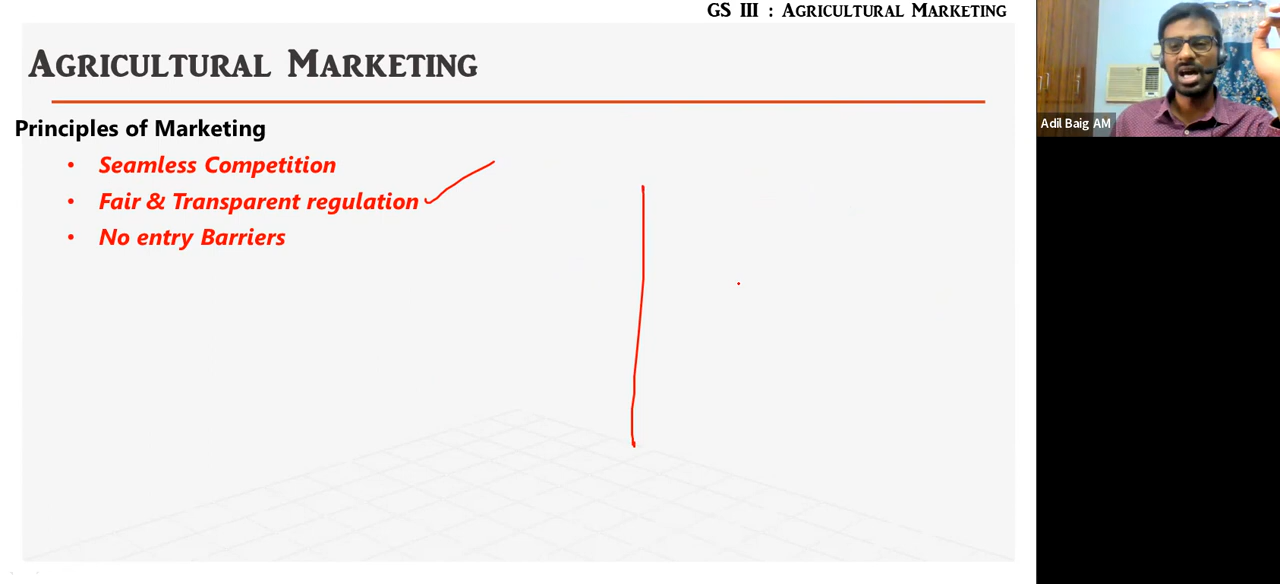 GS III : Agricultural Marketing
Agricultural Marketing
Principles of Marketing
• Seamless Competition
• Fair & Transparent regulation
• No entry Barriers
Adil Baig AM